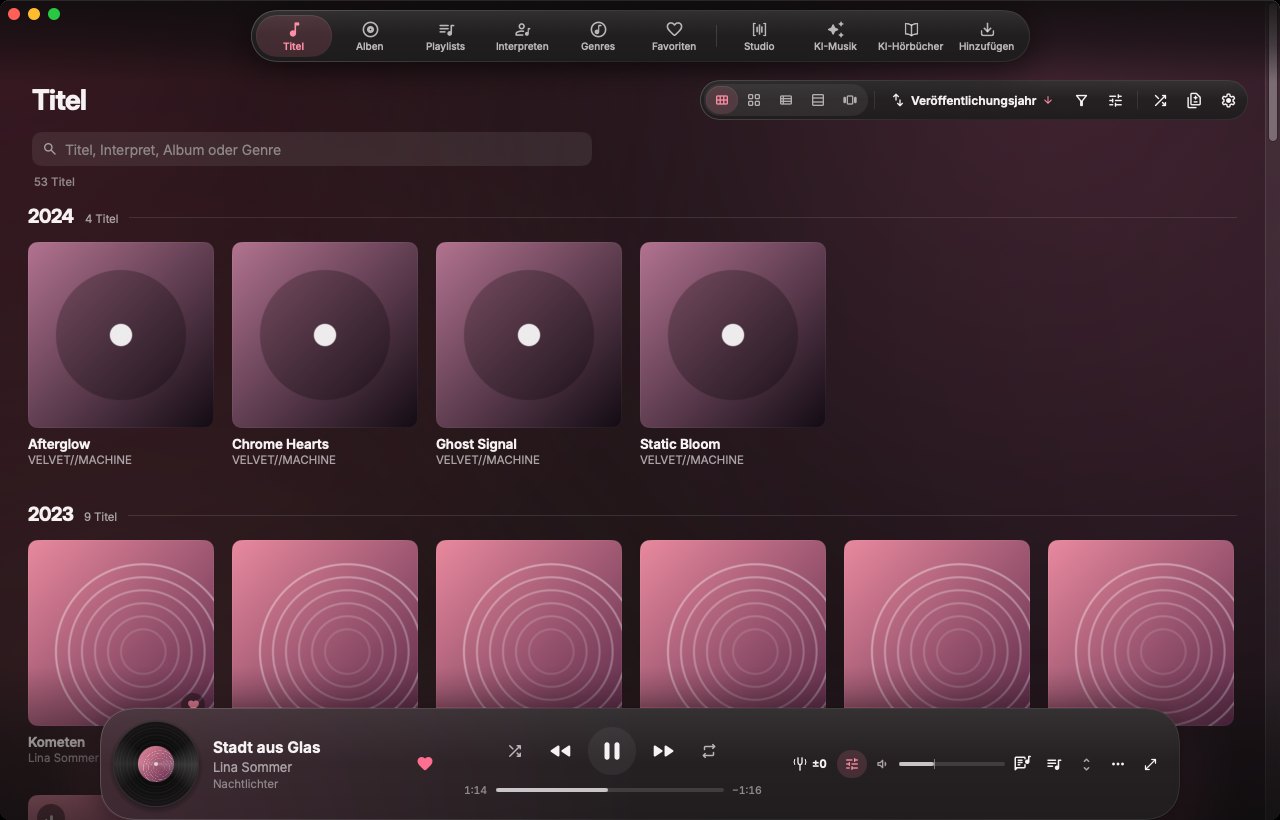 Titel
Alben
Playlists
Interpreten
Genres
Favoriten
Studio
KI-Musik
KI-Hörbücher
Hinzufügen
Titel
Veröffentlichungsjahr
Titel, Interpret, Album oder Genre
53 Titel
2024 4 Titel
Afterglow
VELVET//MACHINE
Chrome Hearts
VELVET//MACHINE
Ghost Signal
VELVET//MACHINE
Static Bloom
VELVET//MACHINE
2023 9 Titel
Kometen
Lina Sommer
Stadt aus Glas
Lina Sommer
Nachtlichter
1:14
−1:16
±0